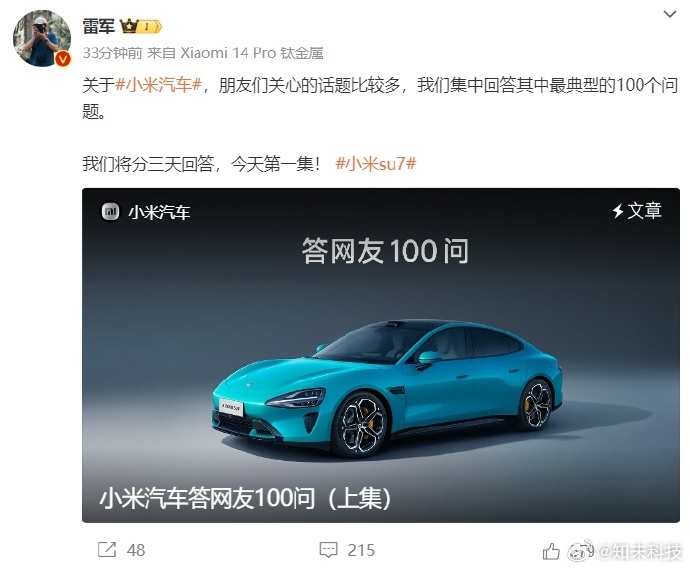 雷军
33分钟前 来自 Xiaomi 14 Pro 钛金属
关于#小米汽车#，朋友们关心的话题比较多，我们集中回答其中最典型的100个问
题。
我们将分三天回答，今天第一集！ #小米su7#
小米汽车
文章
答网友100问
小米汽车答网友100问（上集）
48
215
@知未科技